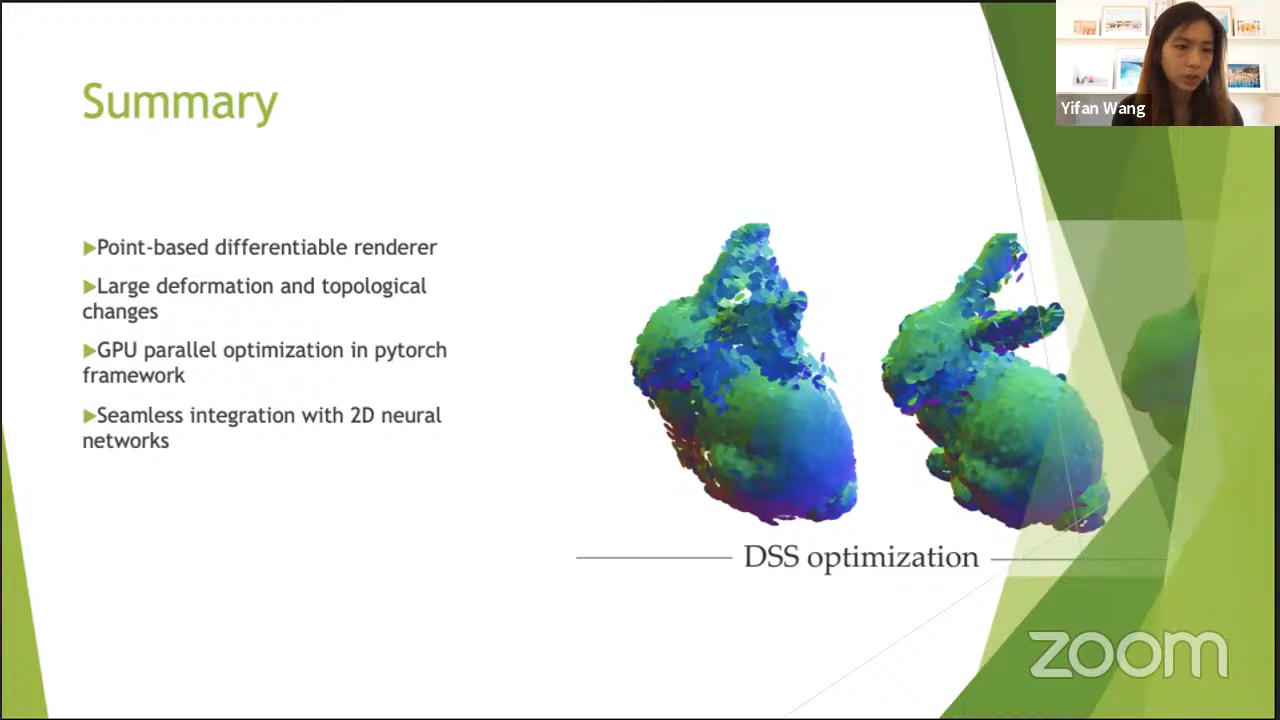 Yifan Wang
Summary
Point-based differentiable renderer
Large deformation and topological
changes
GPU parallel optimization in pytorch
framework
Seamless integration with 2D neural
networks
DSS optimization
zoom